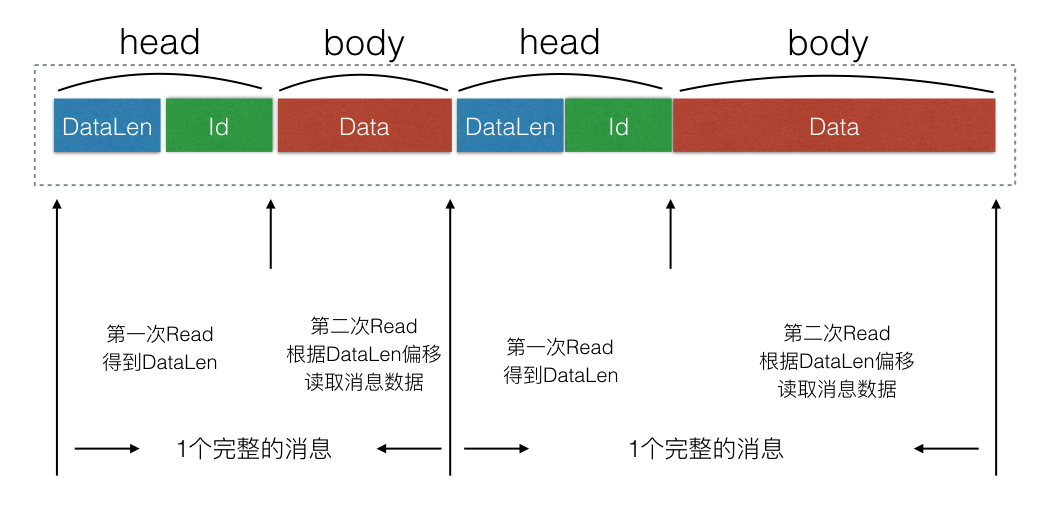 head
body
head
body
DataLen
Id
Data
DataLen
Id
Data
第一次Read
得到DataLen
第二次Read
根据DataLen偏移
读取消息数据
第一次Read
得到DataLen
第二次Read
根据DataLen偏移
读取消息数据
1个完整的消息
1个完整的消息